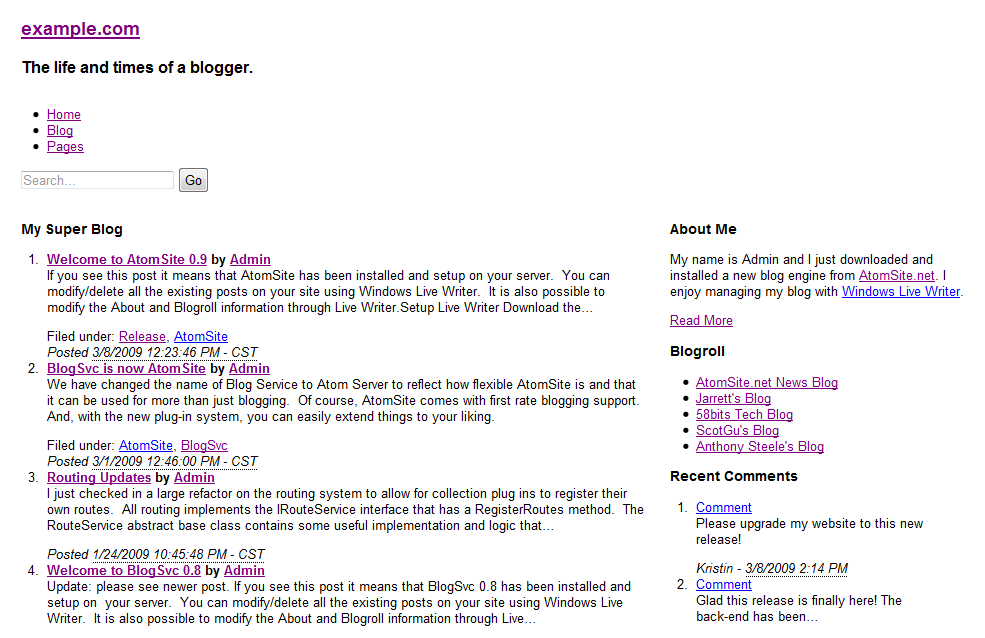 example.com
The life and times of a blogger.
Home
Blog
Pages
Search...
Go
My Super Blog
1. Welcome to AtomSite 0.9 by Admin
If you see this post it means that AtomSite has been installed and setup on your server.  You can
modify/delete all the existing posts on your site using Windows Live Writer.  It is also possible to
modify the About and Blogroll information through Live Writer.Setup Live Writer Download the...
Filed under: Release, AtomSite
Posted 3/8/2009 12:23:46 PM - CST
2. BlogSvc is now AtomSite by Admin
We have changed the name of Blog Service to Atom Server to reflect how flexible AtomSite is and that
it can be used for more than just blogging.  Of course, AtomSite comes with first rate blogging support.
And, with the new plug-in system, you can easily extend things to your liking.
Filed under: AtomSite, BlogSvc
Posted 3/1/2009 12:46:00 PM - CST
3. Routing Updates by Admin
I just checked in a large refactor on the routing system to allow for collection plug ins to register their
own routes.  All routing implements the IRouteService interface that has a RegisterRoutes method.  The
RouteService abstract base class contains some useful implementation and logic that...
Posted 1/24/2009 10:45:48 PM - CST
4. Welcome to BlogSvc 0.8 by Admin
Update: please see newer post. If you see this post it means that BlogSvc 0.8 has been installed and
setup on  your server.  You can modify/delete all the existing posts on your site using Windows Live
Writer.  It is also possible to modify the About and Blogroll information through Live...
About Me
My name is Admin and I just downloaded and
installed a new blog engine from AtomSite.net. I
enjoy managing my blog with Windows Live Writer.
Read More
Blogroll
AtomSite.net News Blog
Jarrett's Blog
58bits Tech Blog
ScotGu's Blog
Anthony Steele's Blog
Recent Comments
1. Comment
Please upgrade my website to this new
release!
Kristin - 3/8/2009 2:14 PM
2. Comment
Glad this release is finally here! The
back-end has been...